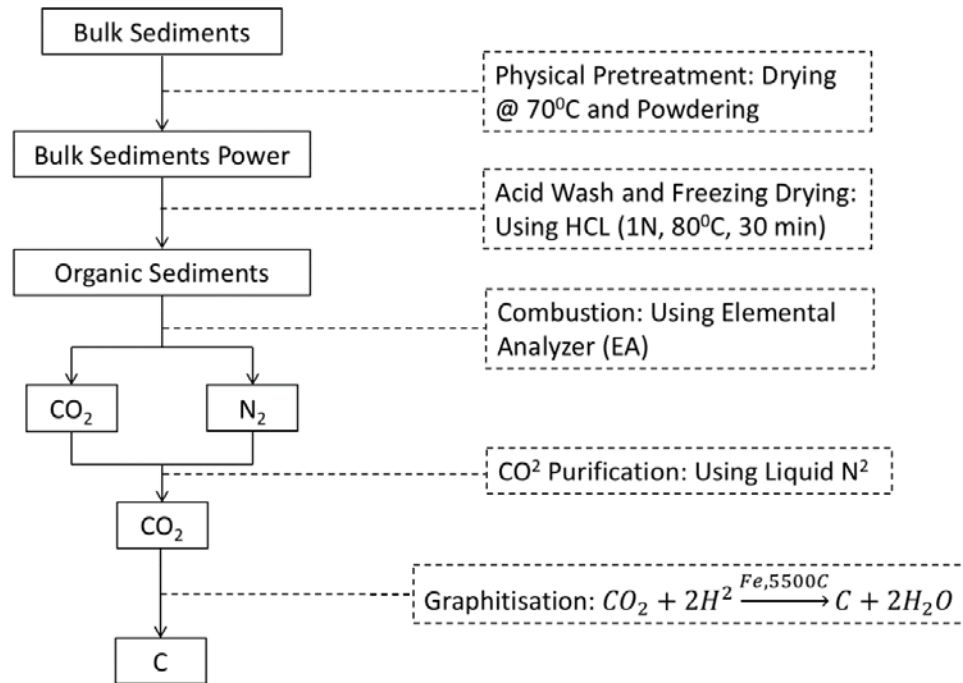 Bulk Sediments
Physical Pretreatment: Drying
@ 70⁰C and Powdering
Bulk Sediments Power
Acid Wash and Freezing Drying:
Using HCL (1N, 80⁰C, 30 min)
Organic Sediments
Combustion: Using Elemental
Analyzer (EA)
CO₂
N₂
CO² Purification: Using Liquid N²
CO₂
Graphitisation: CO₂ + 2H² Fe,5500C → C + 2H₂O
C